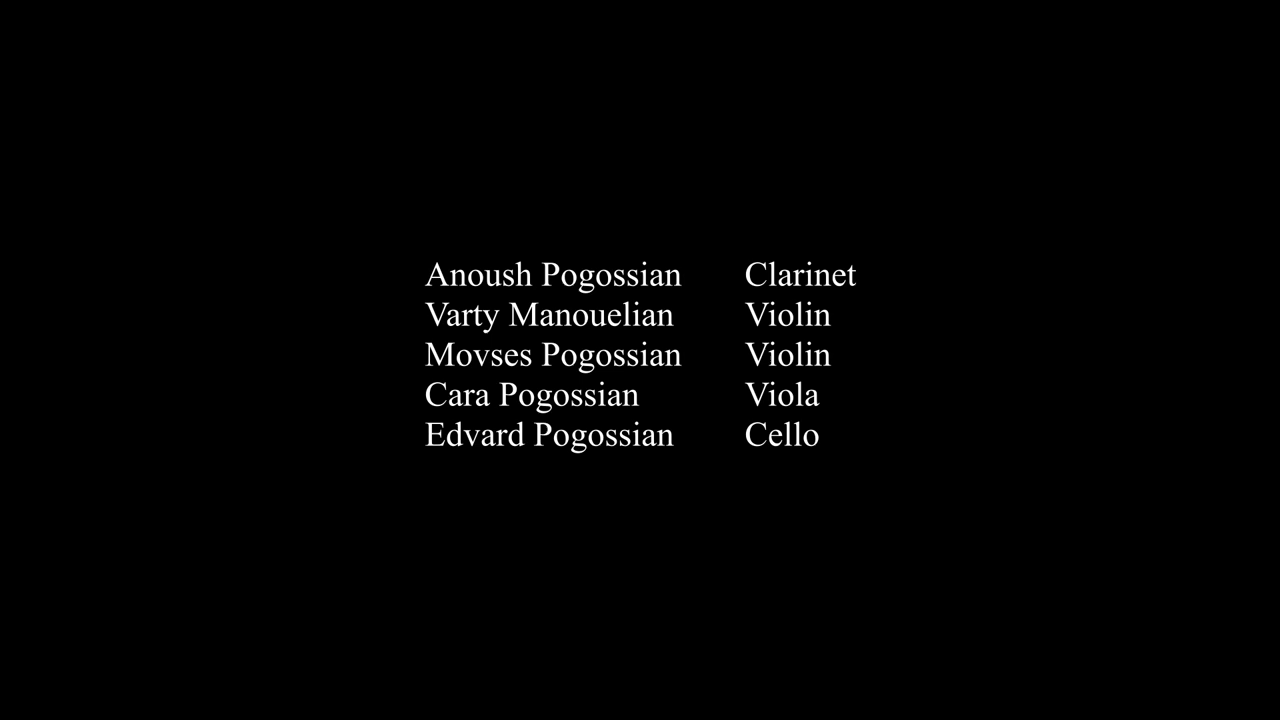 Anoush Pogossian Clarinet
Varty Manouelian Violin
Movses Pogossian Violin
Cara Pogossian Viola
Edvard Pogossian Cello